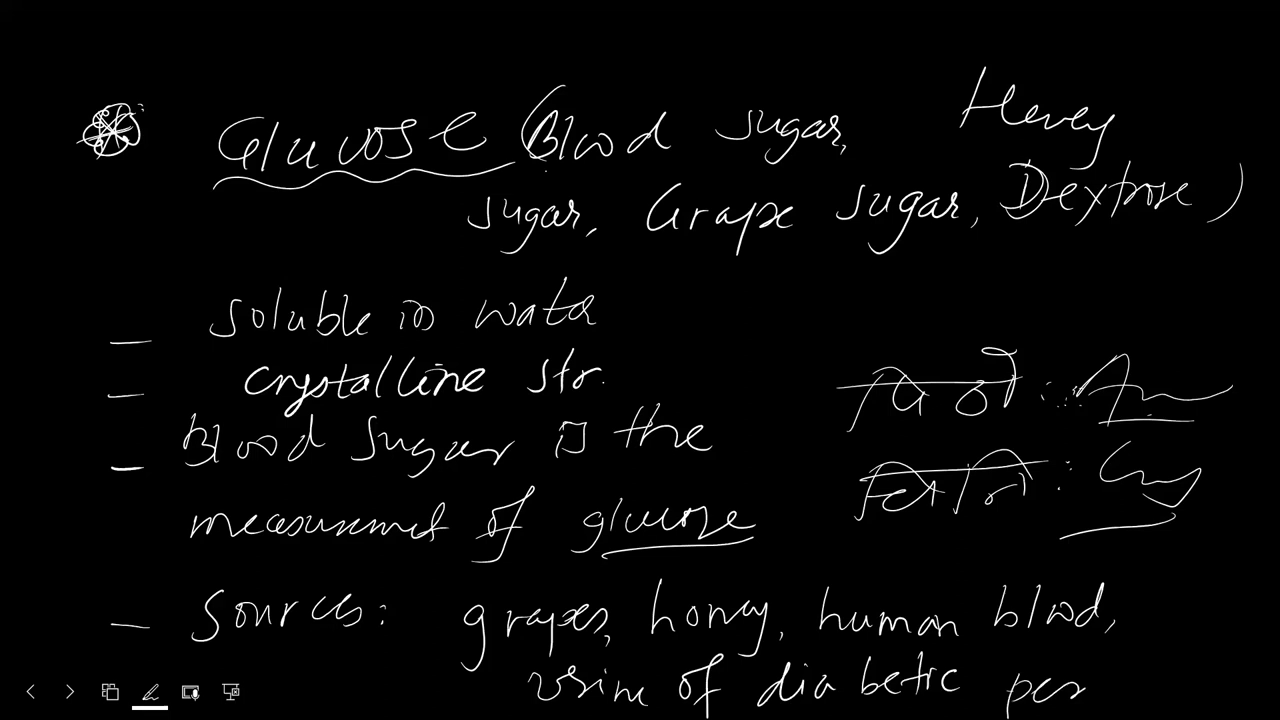 Glucose (Blood sugar, Honey
sugar, Grape sugar, Dextrose)
– soluble in water
– crystalline str.
– Blood sugar is the
measurement of glucose
– Sources: grapes, honey, human blood,
urine of diabetic per